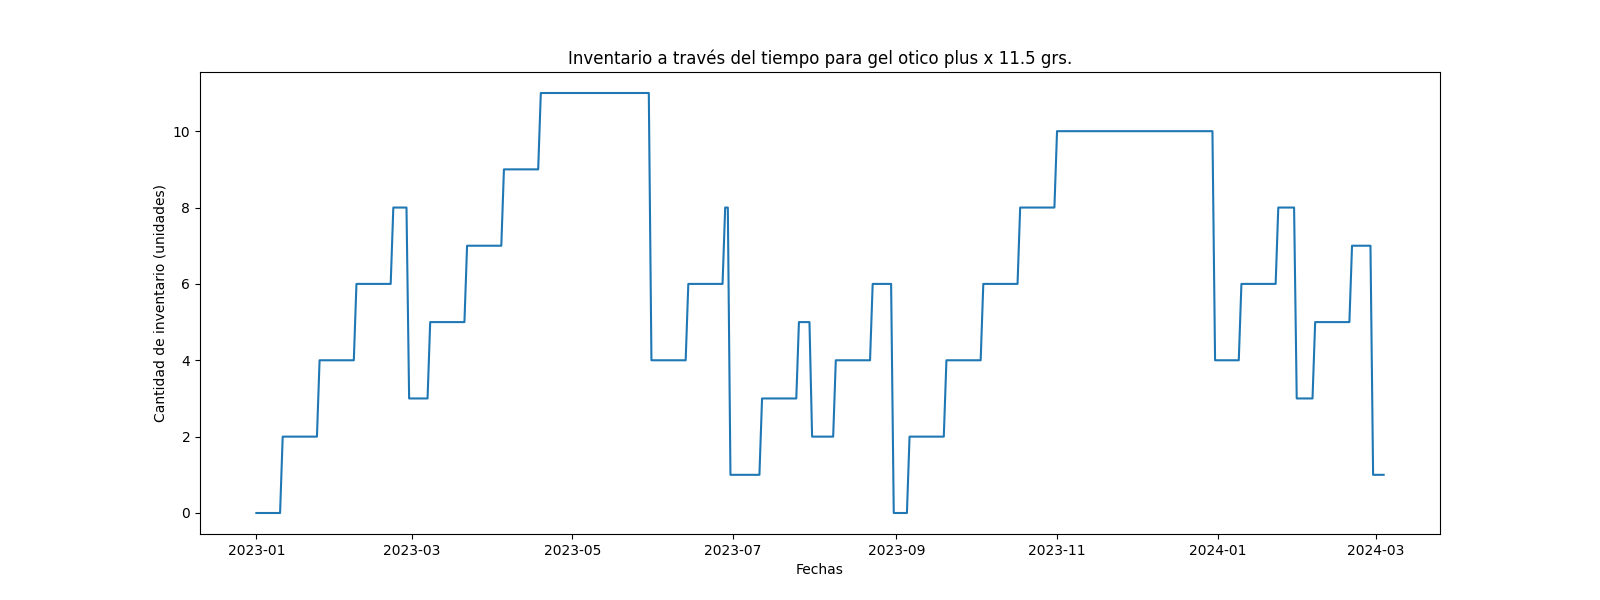 Inventario a través del tiempo para gel otico plus x 11.5 grs.
Cantidad de inventario (unidades)
10
8
6
4
2
0
2023-01 2023-03 2023-05 2023-07 2023-09 2023-11 2024-01 2024-03
Fechas